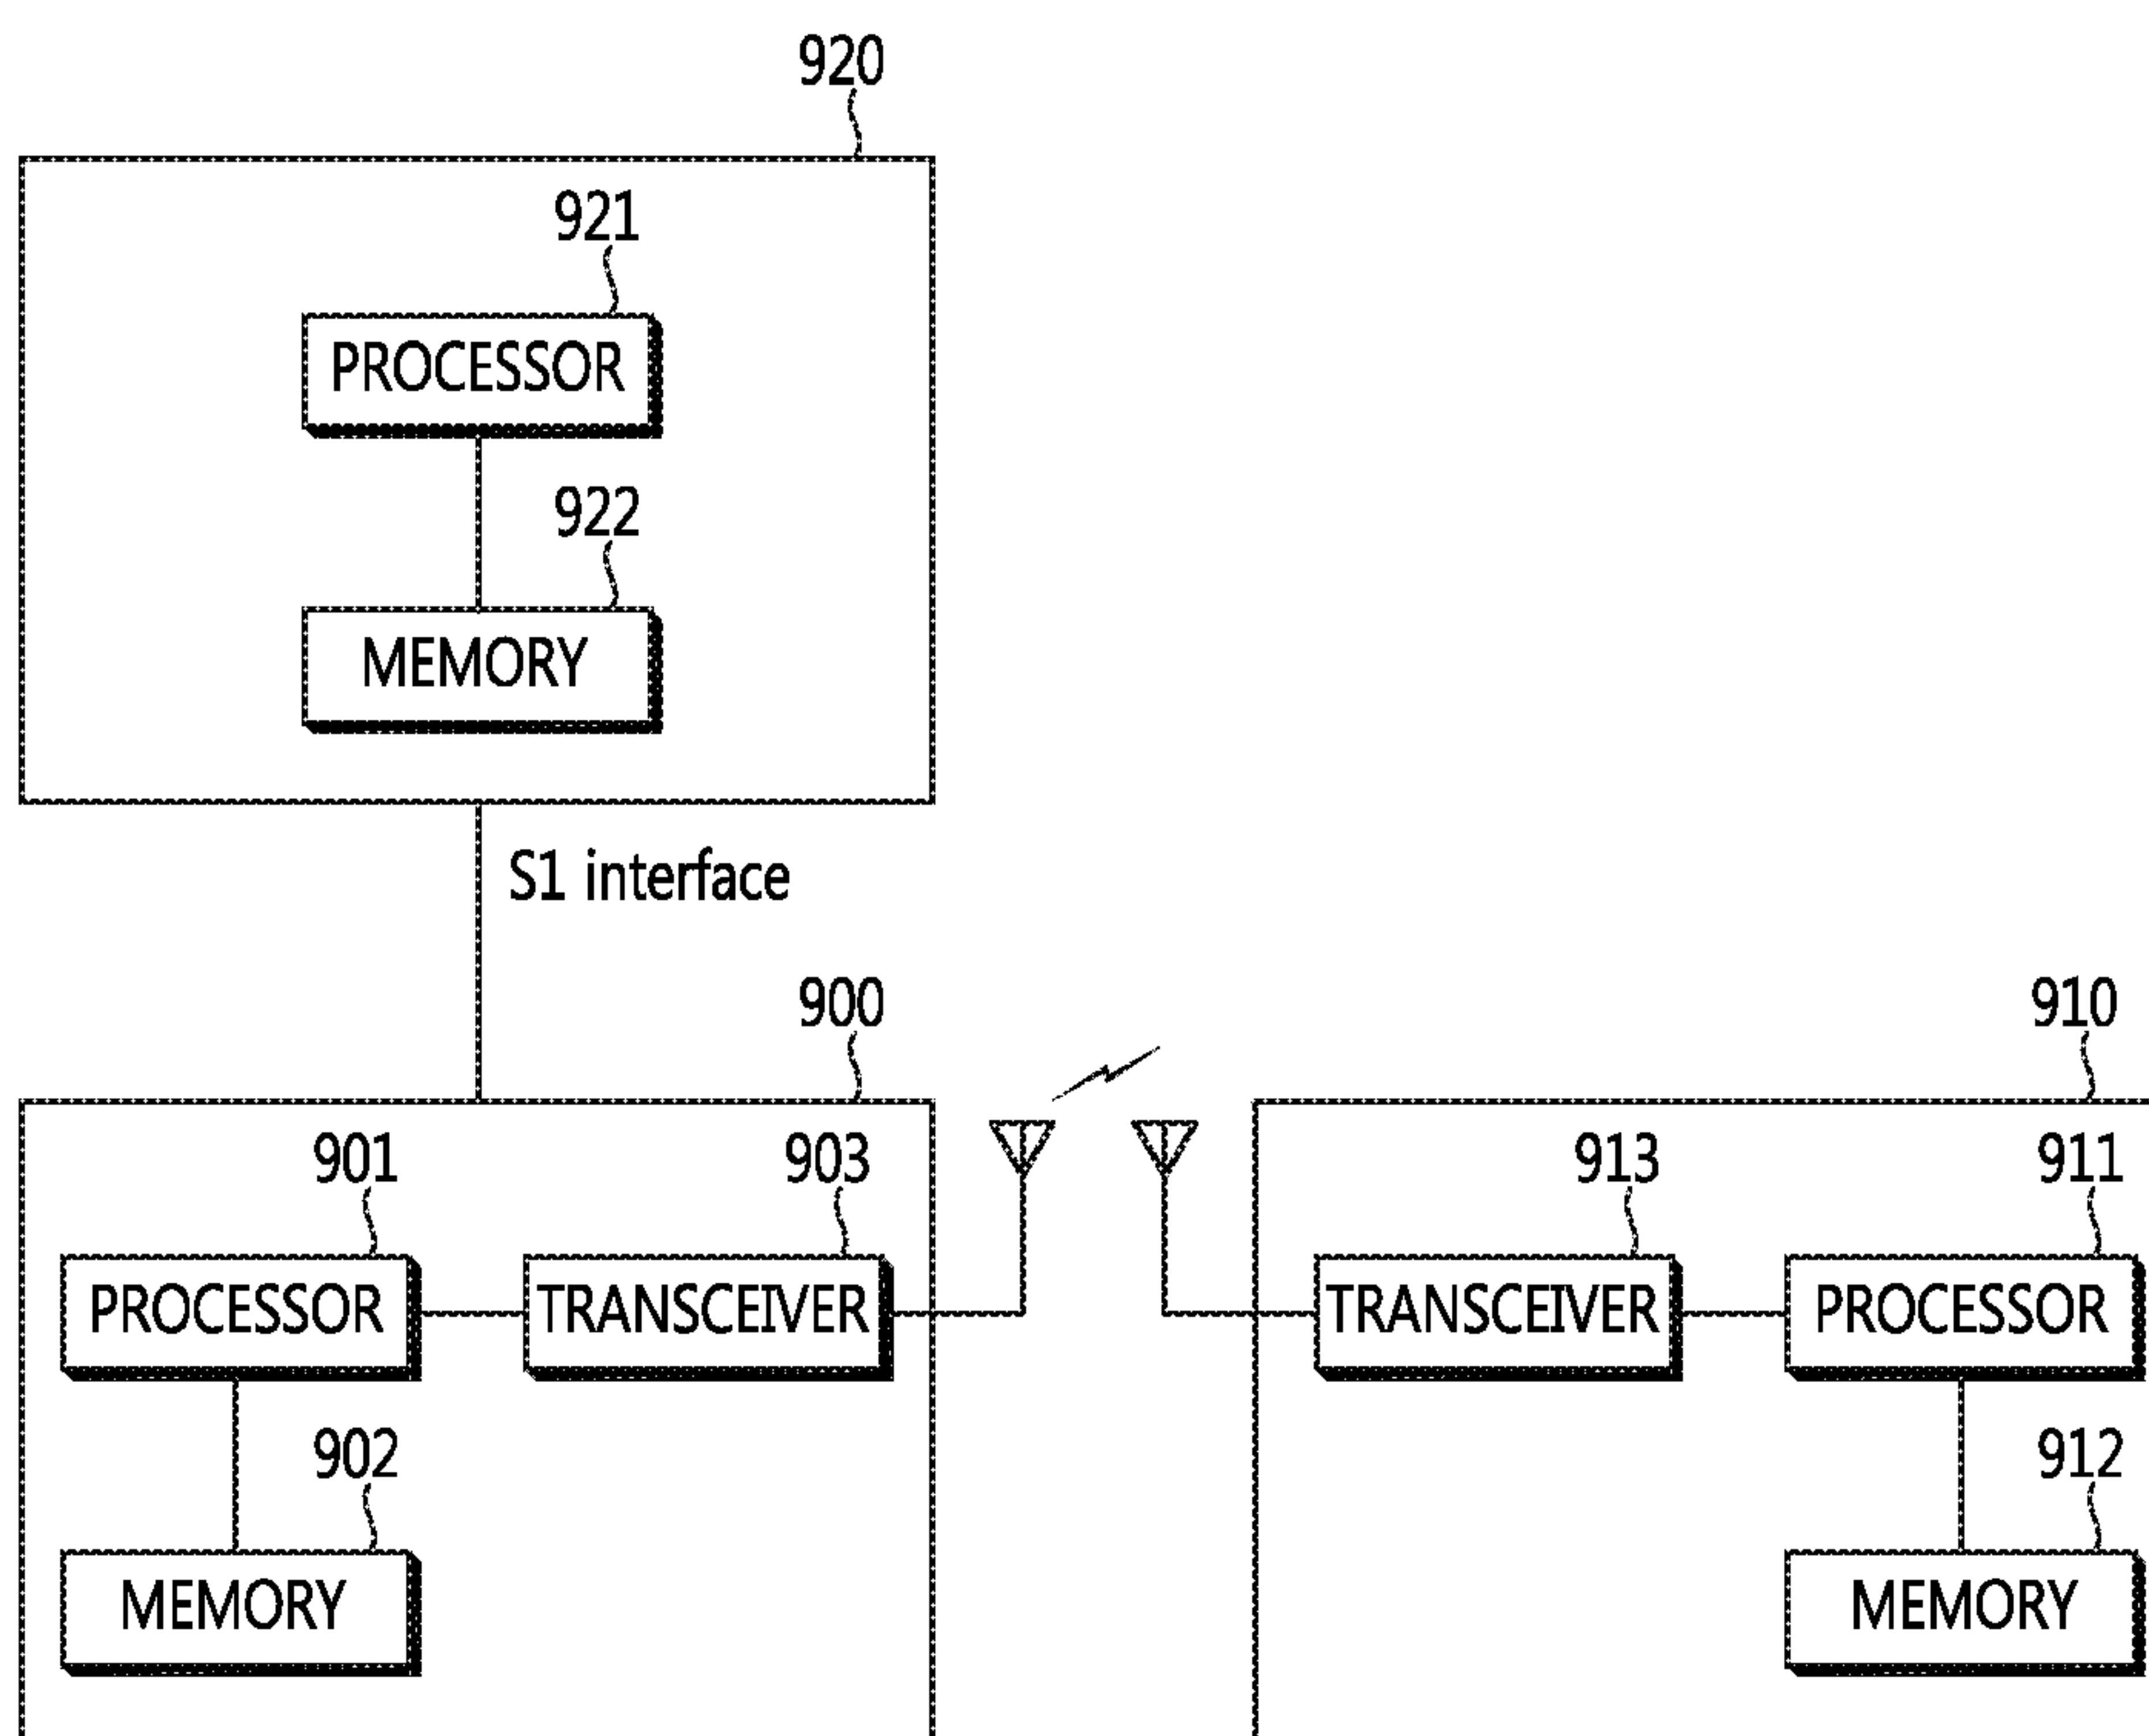 920
921
PROCESSOR
922
MEMORY
S1 interface
900
910
901
903
913
911
PROCESSOR
TRANSCEIVER
TRANSCEIVER
PROCESSOR
902
912
MEMORY
MEMORY